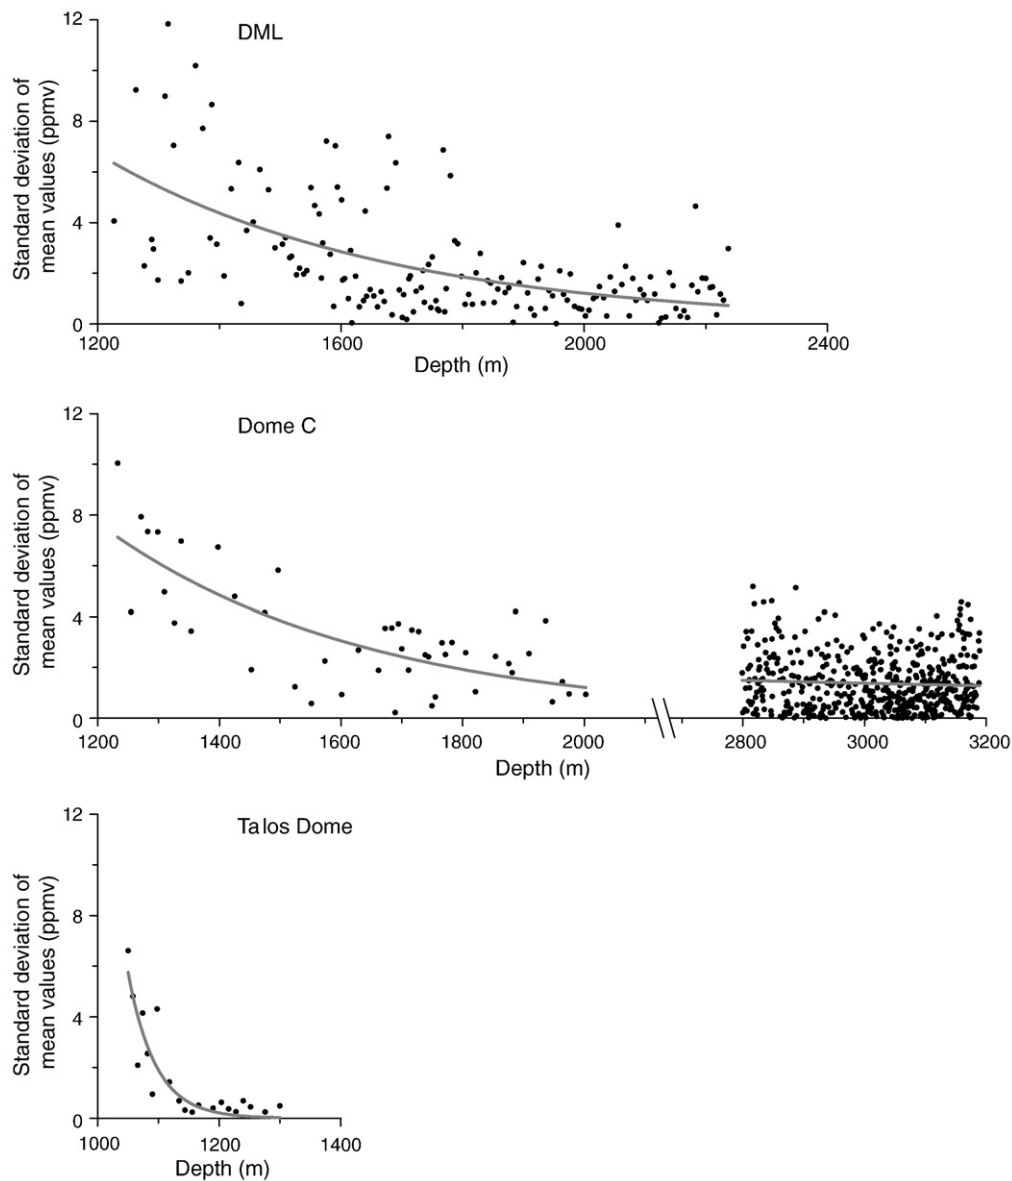 DML
Standard deviation of
mean values (ppmv)
12
8
4
0
1200 1600 2000 2400
Depth (m)
Dome C
Standard deviation of
mean values (ppmv)
12
8
4
0
1200 1400 1600 1800 2000 2800 3000 3200
Depth (m)
Talos Dome
Standard deviation of
mean values (ppmv)
12
8
4
0
1000 1200 1400
Depth (m)